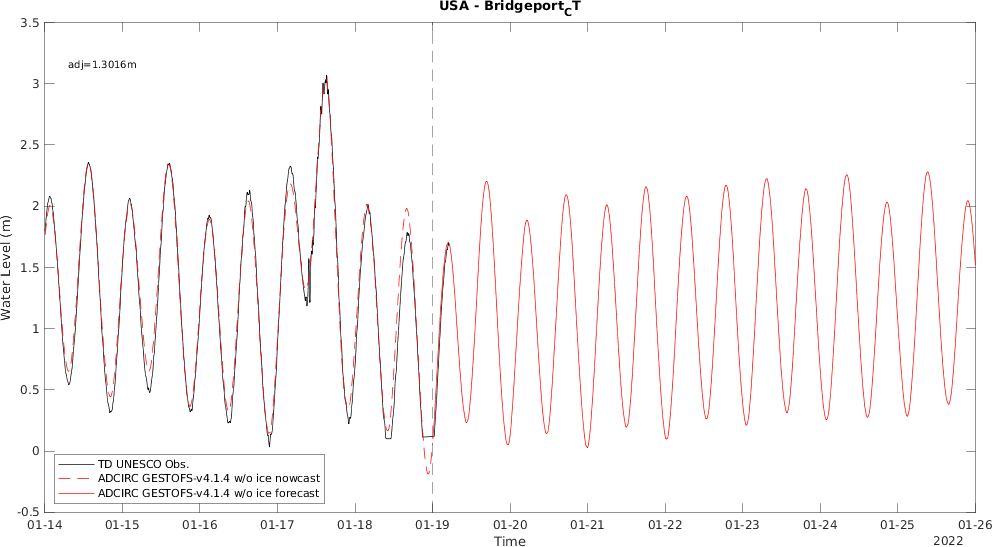 USA - Bridgeport_CT
adj=1.3016m
3.5
3
2.5
2
1.5
1
0.5
0
-0.5
Water Level (m)
TD UNESCO Obs.
ADCIRC GESTOFS-v4.1.4 w/o ice nowcast
ADCIRC GESTOFS-v4.1.4 w/o ice forecast
01-14 01-15 01-16 01-17 01-18 01-19 01-20 01-21 01-22 01-23 01-24 01-25 01-26
Time
2022